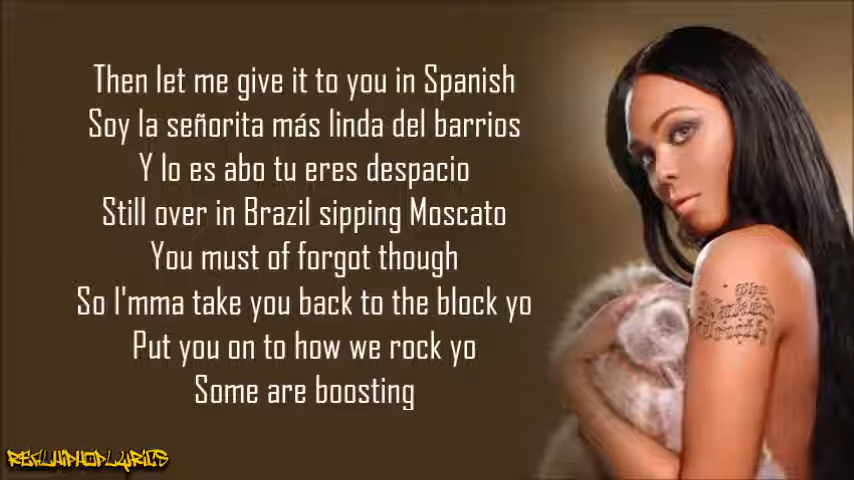 Then let me give it to you in Spanish
Soy la señorita más linda del barrios
Y lo es abo tu eres despacio
Still over in Brazil sipping Moscato
You must of forgot though
So I'mma take you back to the block yo
Put you on to how we rock yo
Some are boosting
REALHIPHOPLYRICS
The